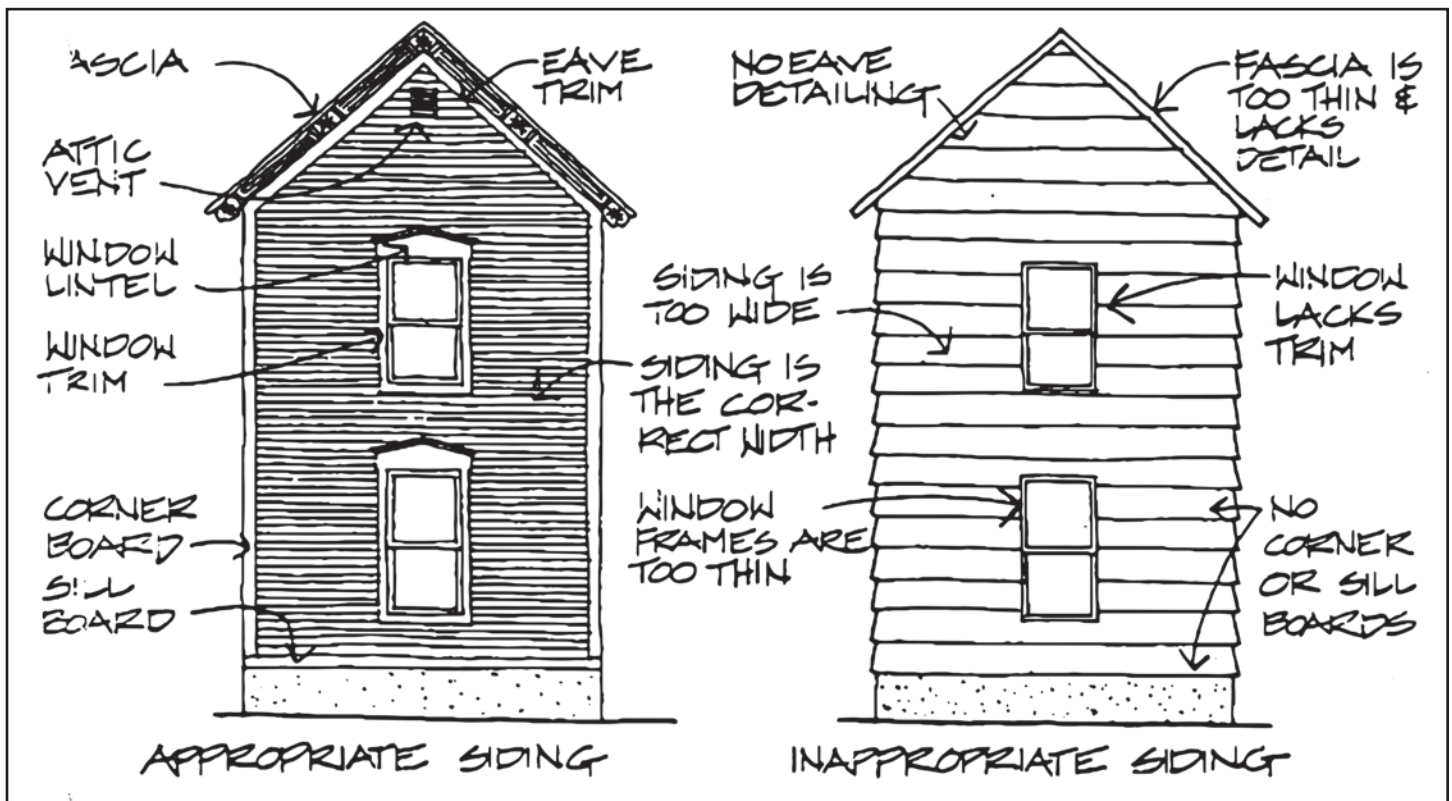 ASCIA
EAVE
TRIM
ATTIC
VENT
WINDOW
LINTEL
WINDOW
TRIM
SIDING IS
THE COR-
RECT WIDTH
CORNER
BOARD
SILL
BOARD
APPROPRIATE SIDING
NO EAVE
DETAILING
FASCIA IS
TOO THIN &
LACKS
DETAIL
SIDING IS
TOO WIDE
WINDOW
LACKS
TRIM
WINDOW
FRAMES ARE
TOO THIN
NO
CORNER
OR SILL
BOARDS
INAPPROPRIATE SIDING